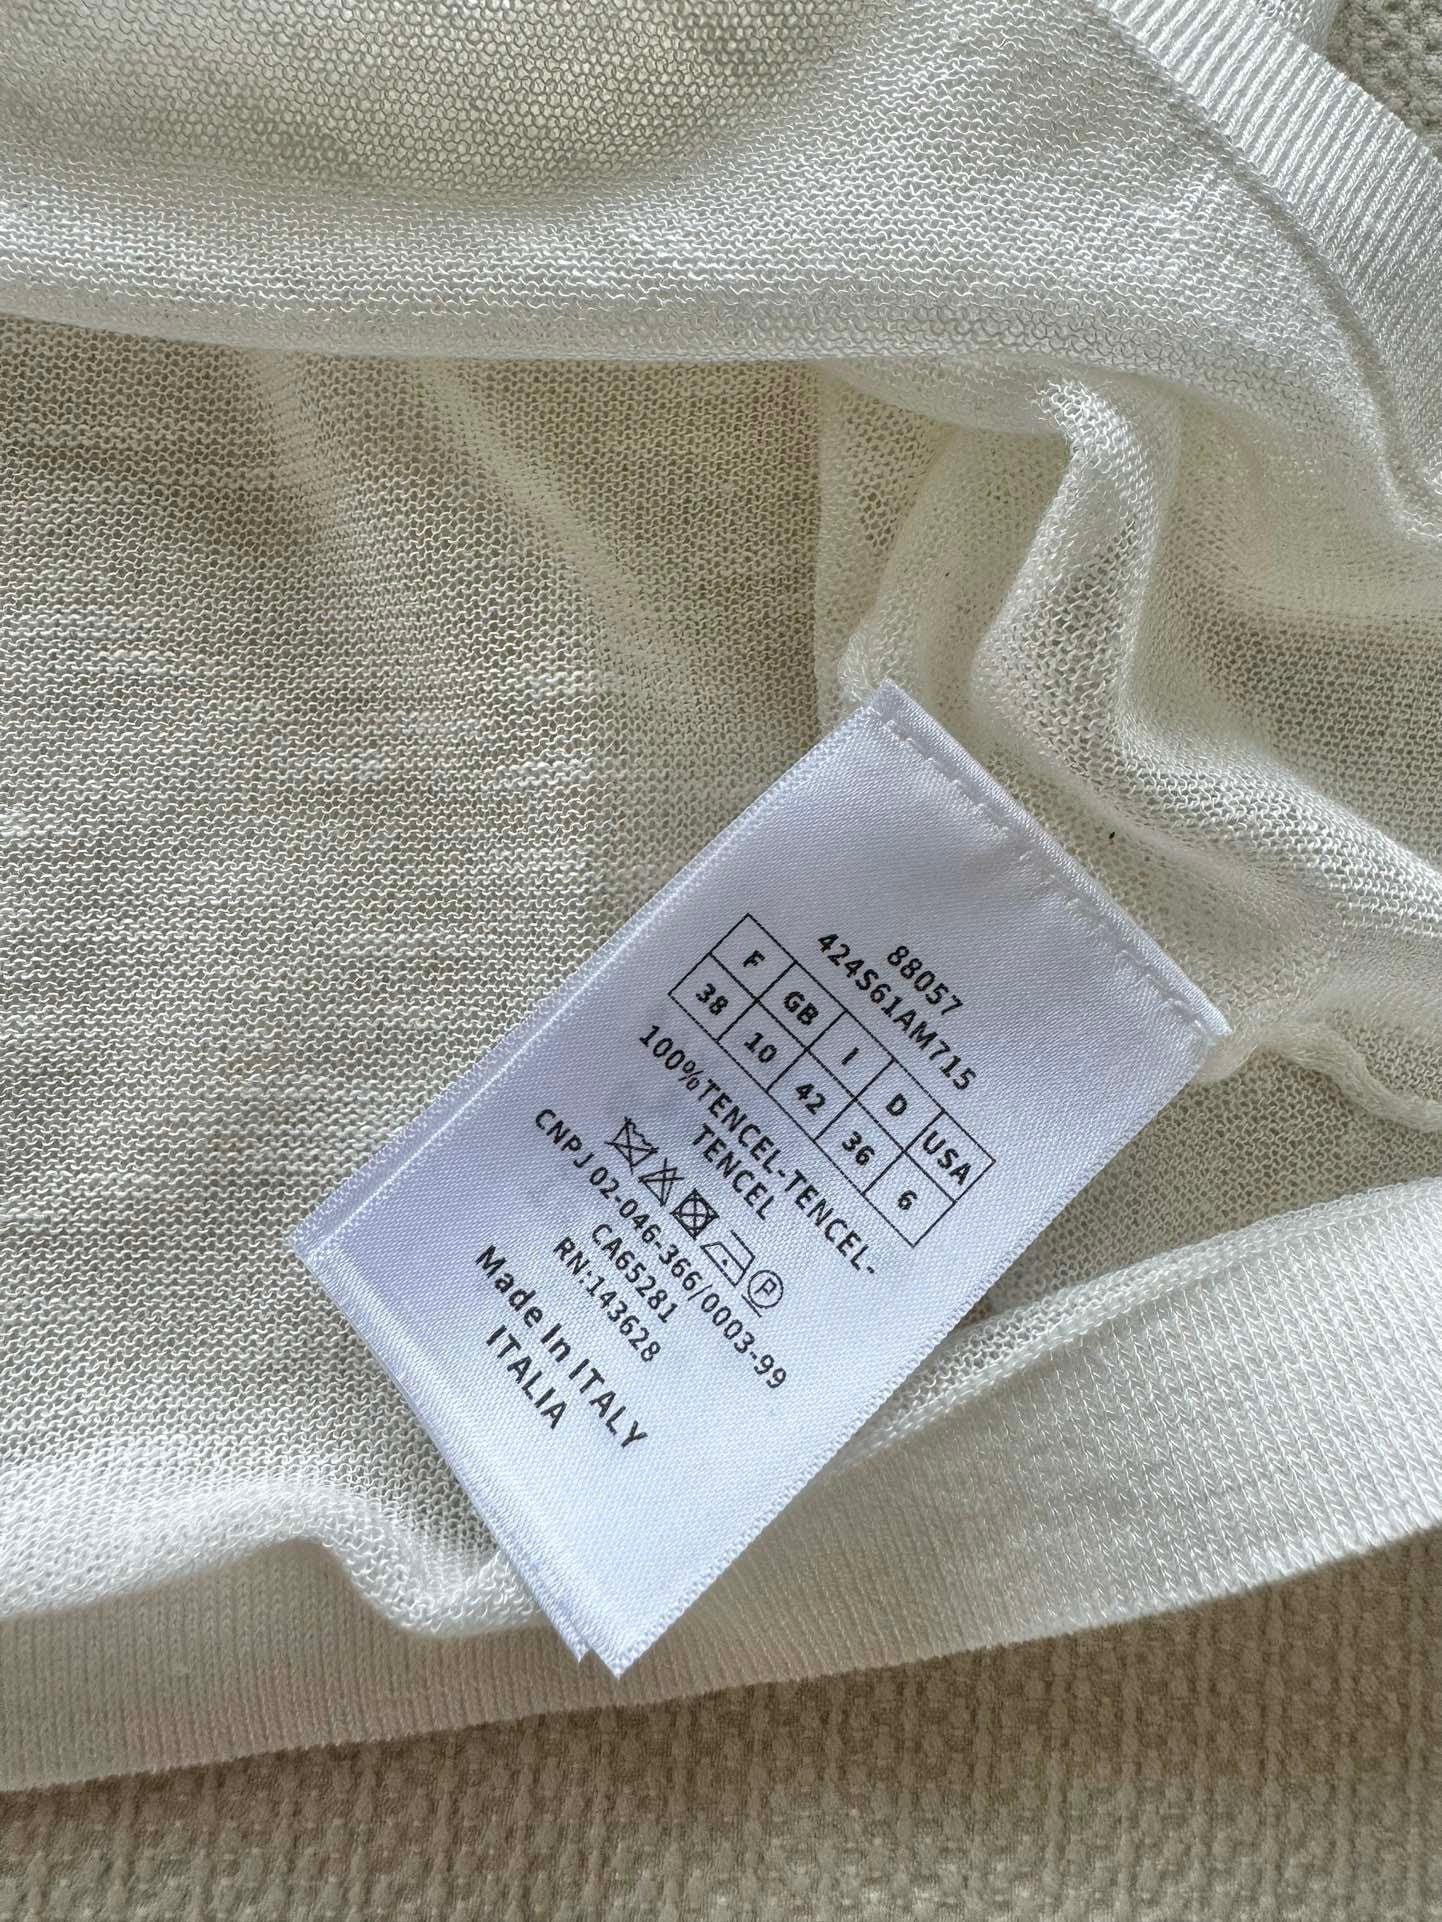 88057
424S61AM715
F GB I D USA
38 10 42 36 6
100%TENCEL-TENCEL-
TENCEL
P
CNPJ 02-046-366/0003-99
CA65281
RN:143628
Made In ITALY
ITALIA